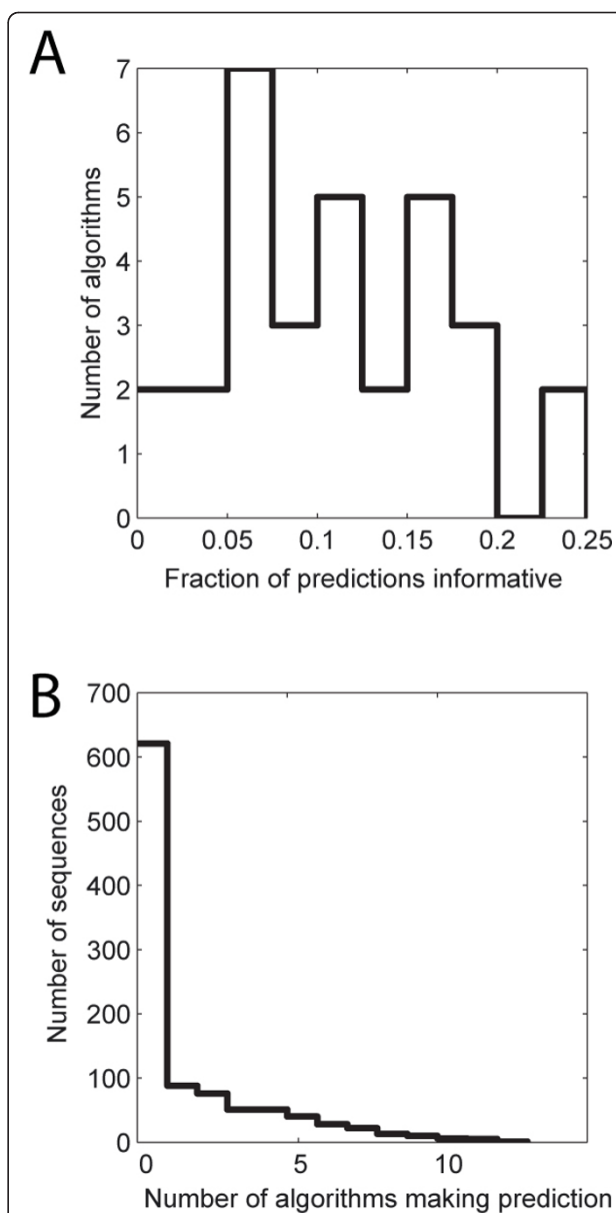 A
7
6
5
4
3
2
1
0
Number of algorithms
0 0.05 0.1 0.15 0.2 0.25
Fraction of predictions informative
B
700
600
500
400
300
200
100
0
Number of sequences
0 5 10
Number of algorithms making prediction